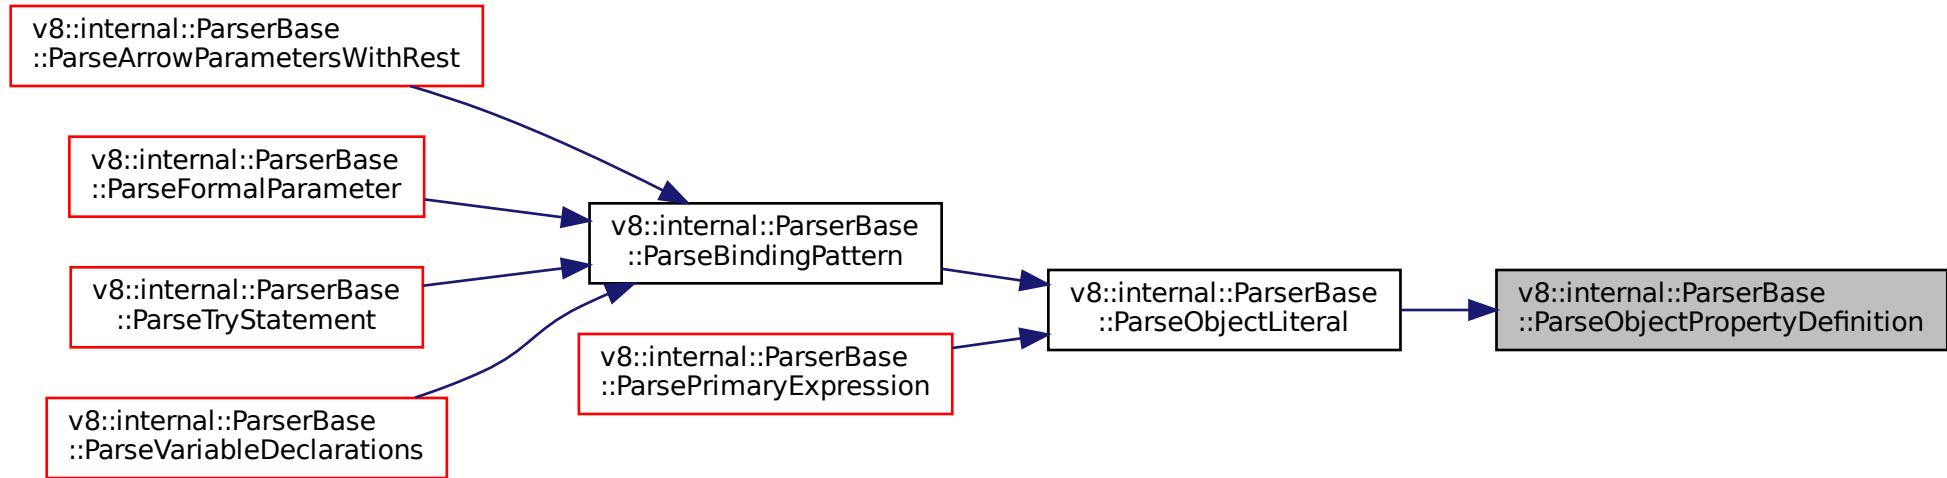 v8::internal::ParserBase
::ParseArrowParametersWithRest
v8::internal::ParserBase
::ParseFormalParameter
v8::internal::ParserBase
::ParseTryStatement
v8::internal::ParserBase
::ParseVariableDeclarations
v8::internal::ParserBase
::ParseBindingPattern
v8::internal::ParserBase
::ParsePrimaryExpression
v8::internal::ParserBase
::ParseObjectLiteral
v8::internal::ParserBase
::ParseObjectPropertyDefinition